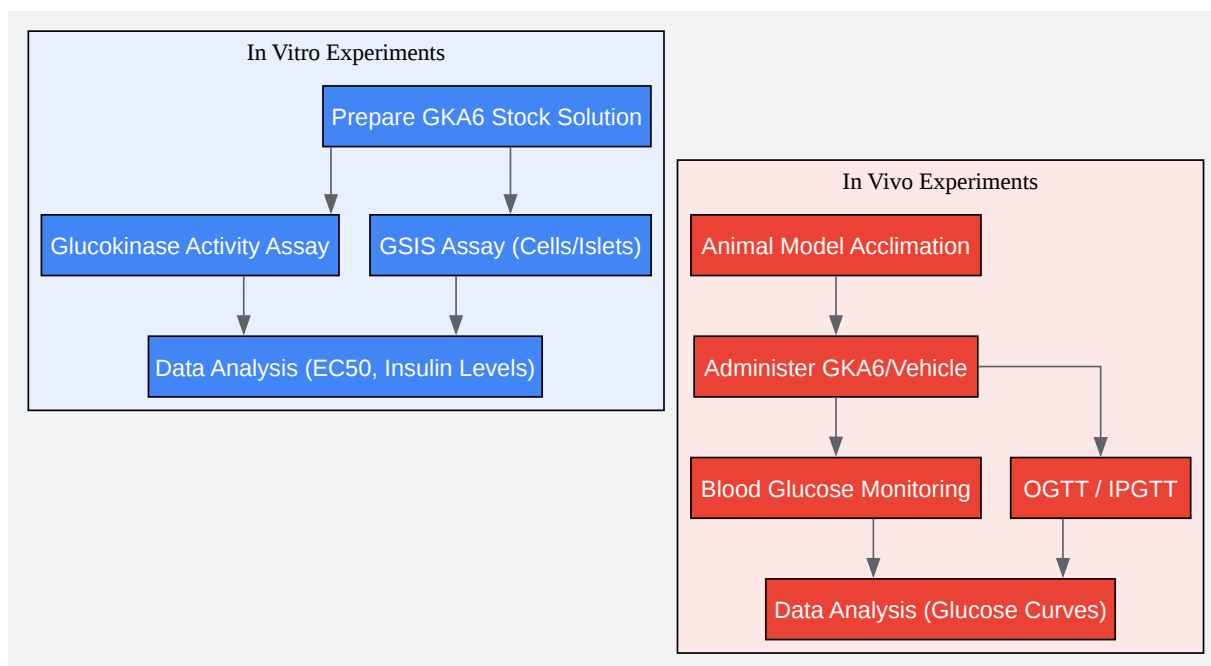 In Vitro Experiments
Prepare GKA6 Stock Solution
Glucokinase Activity Assay
GSIS Assay (Cells/Islets)
Data Analysis (EC50, Insulin Levels)
In Vivo Experiments
Animal Model Acclimation
Administer GKA6/Vehicle
Blood Glucose Monitoring
OGTT / IPGTT
Data Analysis (Glucose Curves)